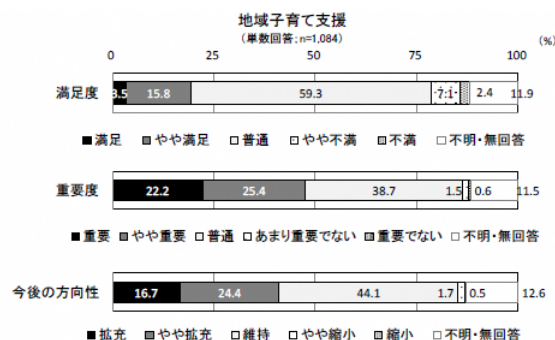 地域子育て支援
(単数回答;n=1,084)
0 25 50 75 100 (%)
満足度 3.5 15.8 59.3 7.1 2.4 11.9
■満足 ■やや満足 □普通 □やや不満 □不満 □不明・無回答
重要度 22.2 25.4 38.7 1.5 0.6 11.5
■重要 ■やや重要 □普通 □あまり重要でない □重要でない □不明・無回答
今後の方向性 16.7 24.4 44.1 1.7 0.5 12.6
■拡充 ■やや拡充 □維持 □やや縮小 □縮小 □不明・無回答